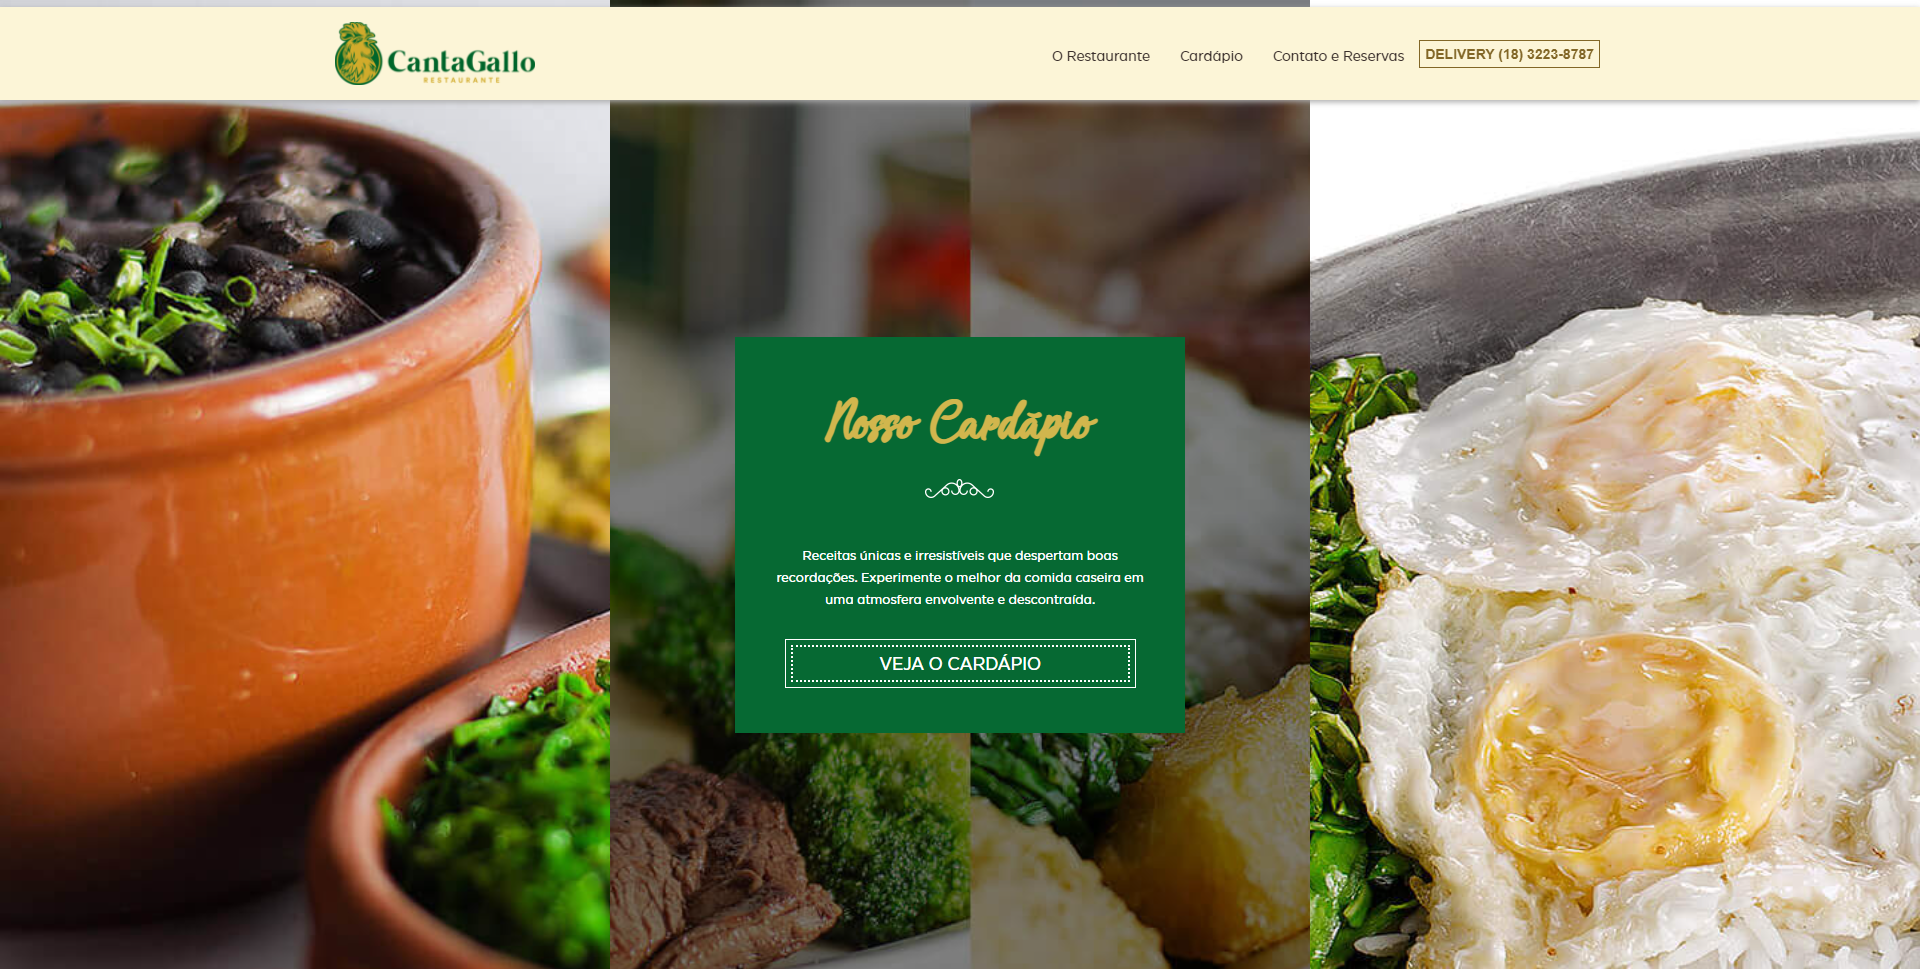 CantaGallo
RESTAURANTE
O Restaurante
Cardápio
Contato e Reservas
DELIVERY (18) 3223-8787
Nosso Cardápio
Receitas únicas e irresistíveis que despertam boas
recordações. Experimente o melhor da comida caseira em
uma atmosfera envolvente e descontraída.
VEJA O CARDÁPIO